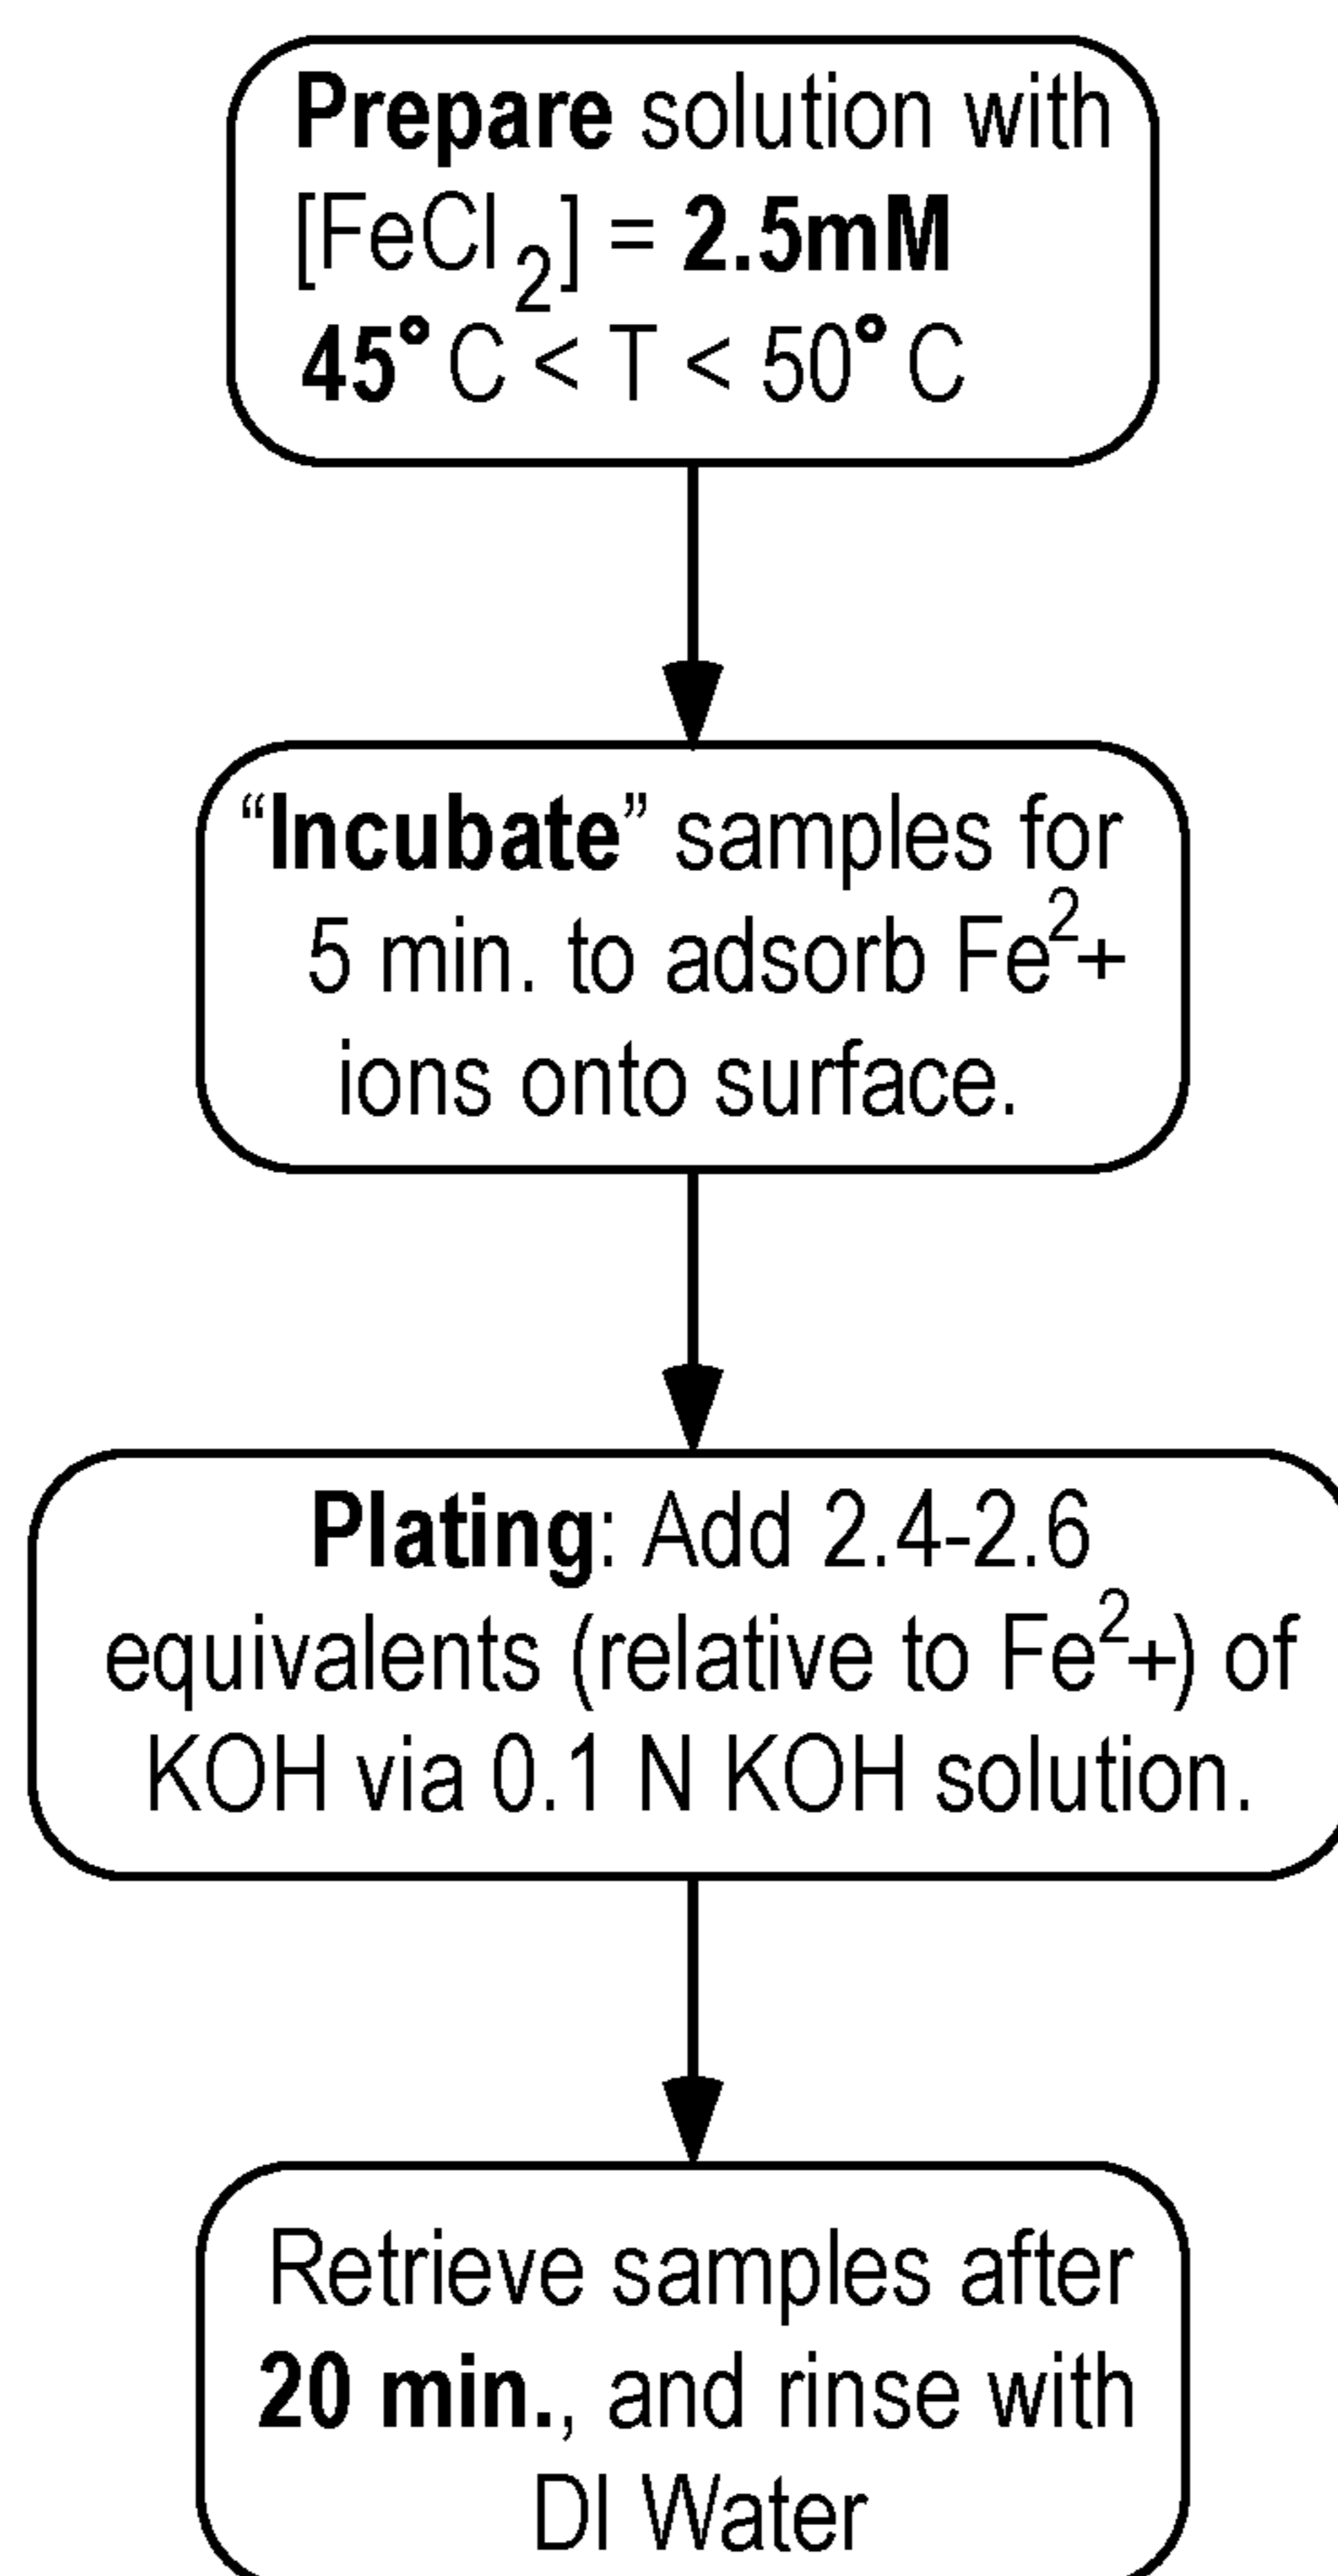 Prepare solution with
[FeCl₂] = 2.5mM
45° C < T < 50° C
“Incubate” samples for
5 min. to adsorb Fe²+
ions onto surface.
Plating: Add 2.4-2.6
equivalents (relative to Fe²+) of
KOH via 0.1 N KOH solution.
Retrieve samples after
20 min., and rinse with
DI Water